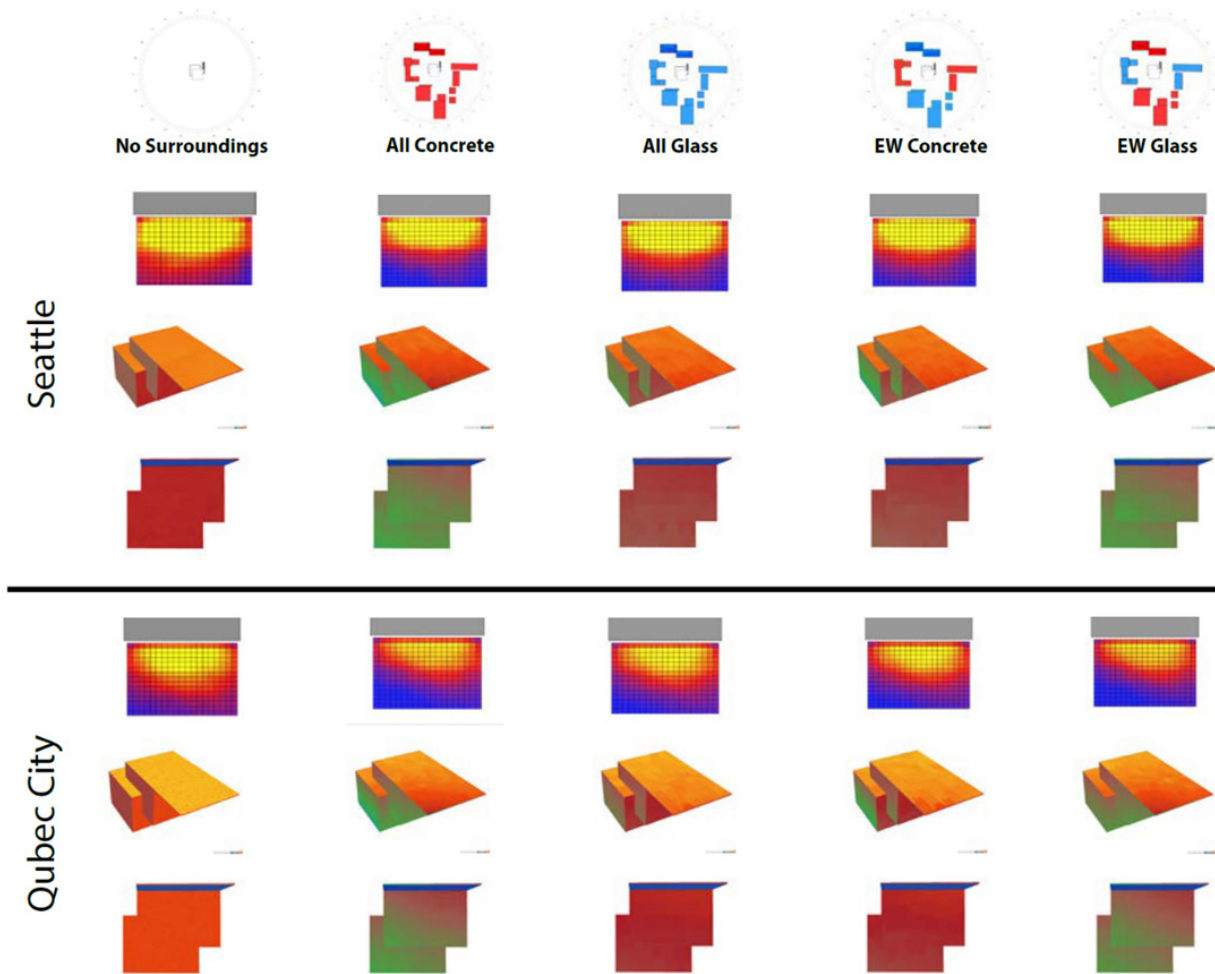 No Surroundings
All Concrete
All Glass
EW Concrete
EW Glass
Seattle
Qubec City